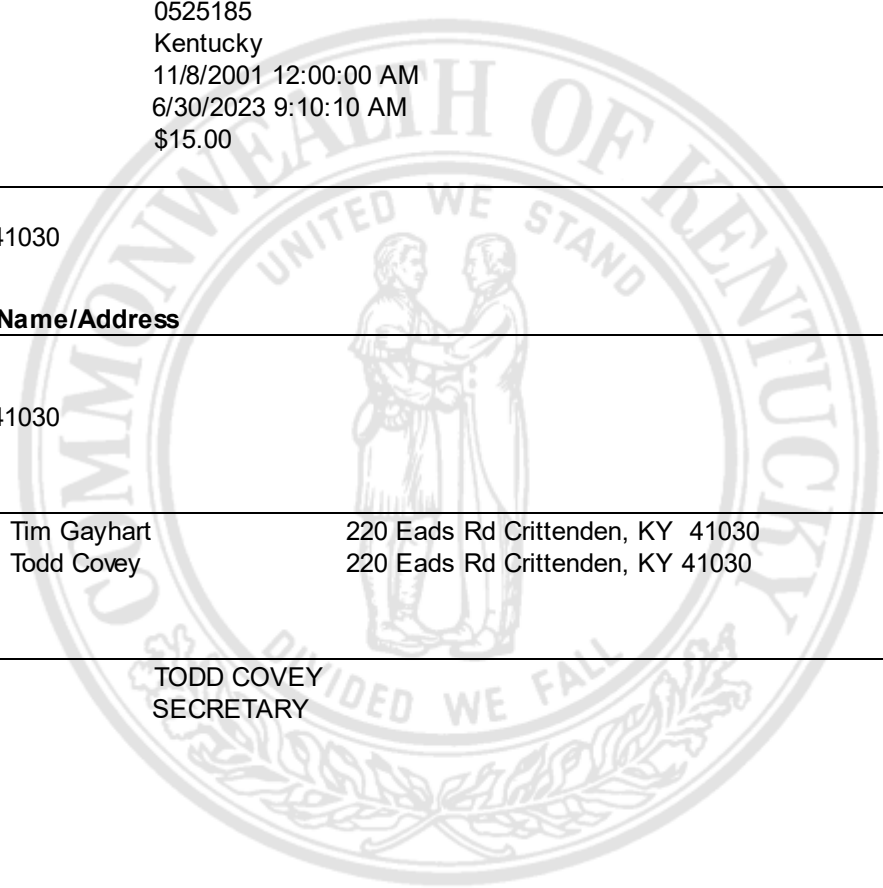 0525185
Kentucky
11/8/2001 12:00:00 AM
6/30/2023 9:10:10 AM
$15.00
41030
Name/Address
41030
Tim Gayhart 220 Eads Rd Crittenden, KY 41030
Todd Covey 220 Eads Rd Crittenden, KY 41030
TODD COVEY
SECRETARY
COMMONWEALTH OF KENTUCKY
UNITED WE STAND
DIVIDED WE FALL